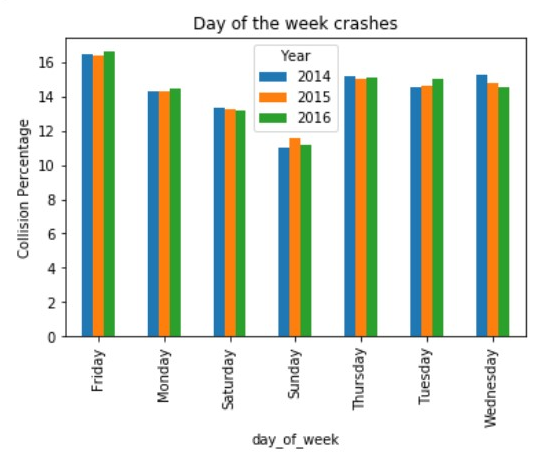 Day of the week crashes
Year
2014
2015
2016
Collision Percentage
16
14
12
10
8
6
4
2
0
Friday
Monday
Saturday
Sunday
Thursday
Tuesday
Wednesday
day_of_week